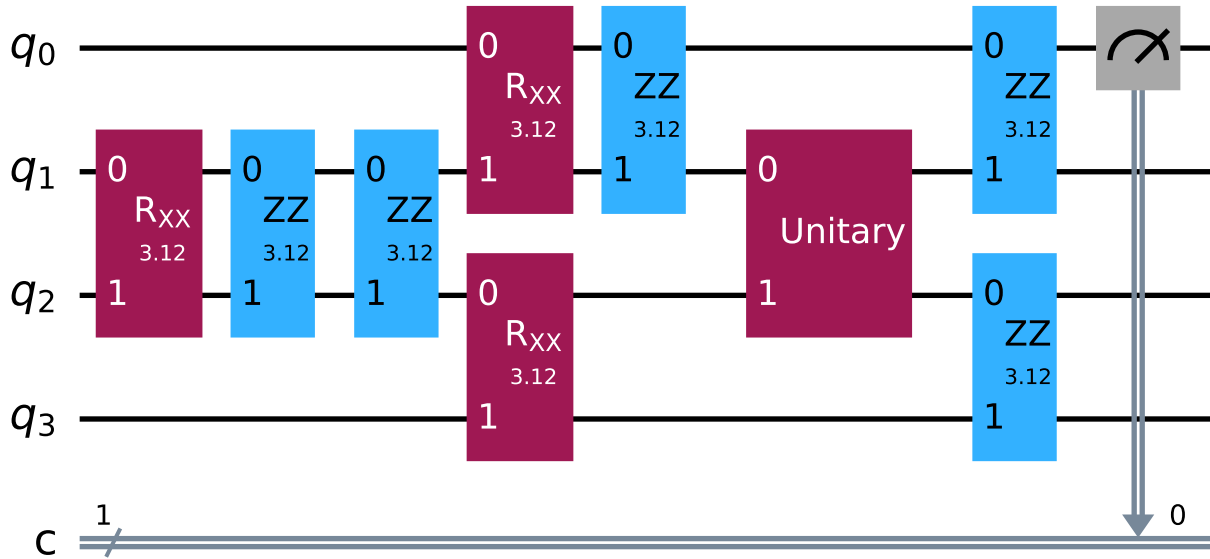 q0 0 0 0
RXX ZZ ZZ
3.12 3.12 3.12
q1 0 0 0 1 1 0 1
RXX ZZ ZZ Unitary
3.12 3.12 3.12
q2 1 1 1 0 1 0
RXX ZZ
3.12 3.12
q3 1 1
1 0
c